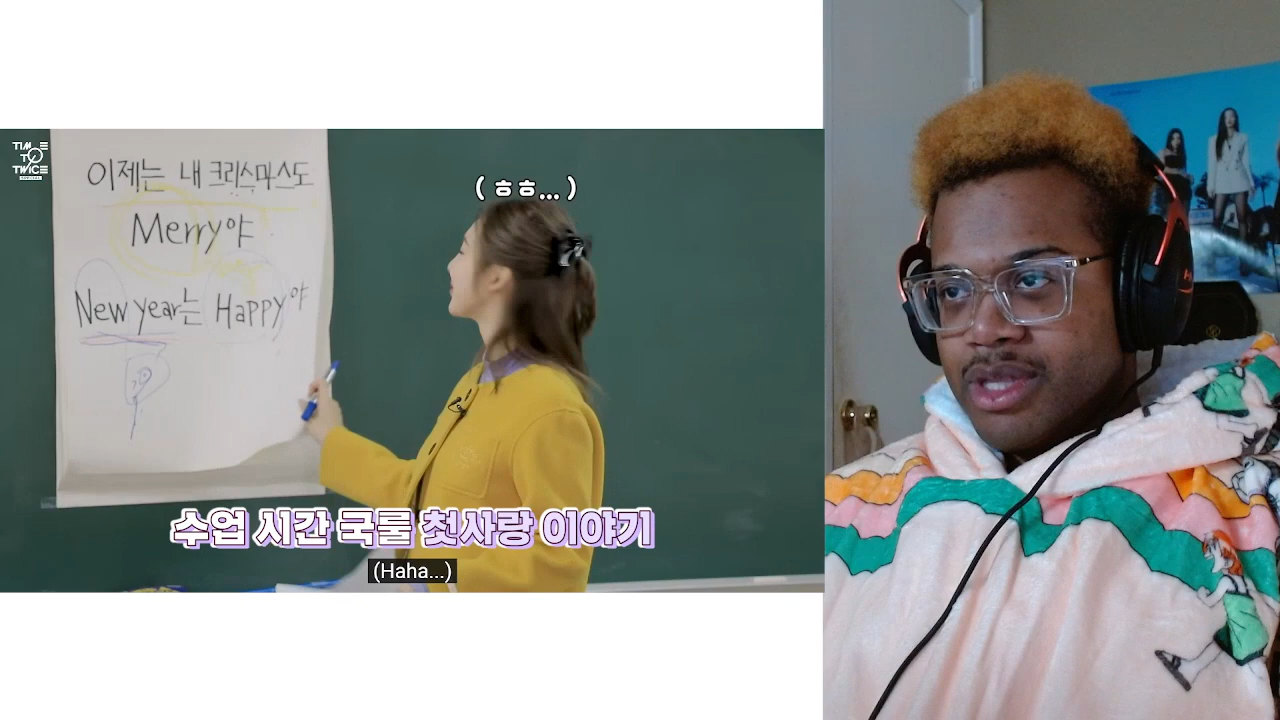 TIME
TO
TWICE
SPECIAL
이제는 내 크리스마스도
Merry야
New year는 Happy야
( ㅎㅎ... )
수업 시간 국룰 첫사랑 이야기
(Haha...)